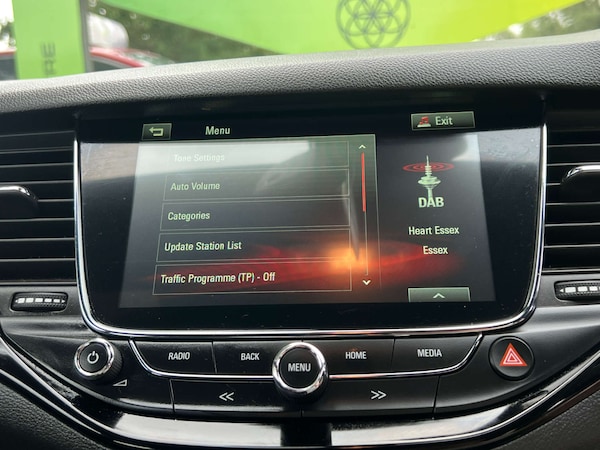 RE
Menu
Exit
Tone Settings
Auto Volume
Categories
Update Station List
Traffic Programme (TP) - Off
DAB
Heart Essex
Essex
RADIO
BACK
MENU
HOME
MEDIA